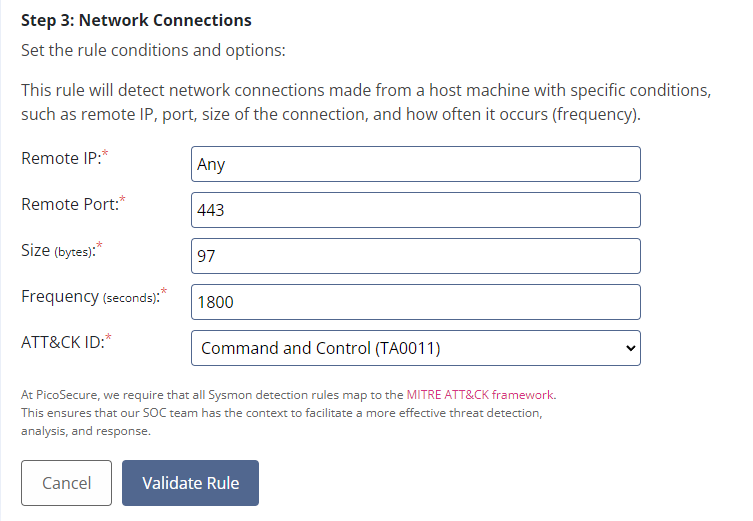 Step 3: Network Connections
Set the rule conditions and options:
This rule will detect network connections made from a host machine with specific conditions,
such as remote IP, port, size of the connection, and how often it occurs (frequency).
Remote IP:* Any
Remote Port:* 443
Size (bytes):* 97
Frequency (seconds):* 1800
ATT&CK ID:* Command and Control (TA0011)
At PicoSecure, we require that all Sysmon detection rules map to the MITRE ATT&CK framework.
This ensures that our SOC team has the context to facilitate a more effective threat detection,
analysis, and response.
Cancel Validate Rule